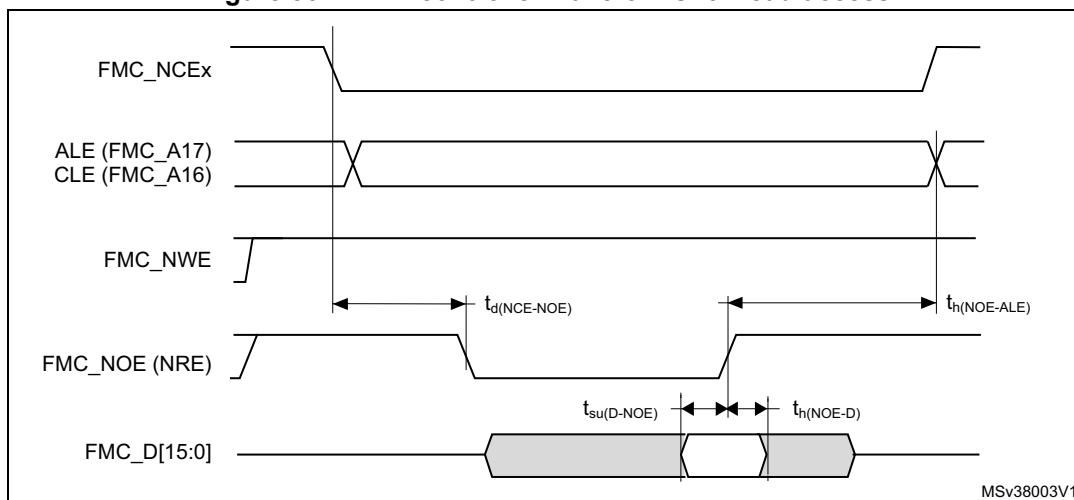 FMC_NCEx
ALE (FMC_A17)
CLE (FMC_A16)
FMC_NWE
td(NCE-NOE)
th(NOE-ALE)
FMC_NOE (NRE)
tsu(D-NOE)
th(NOE-D)
FMC_D[15:0]
MSv38003V1